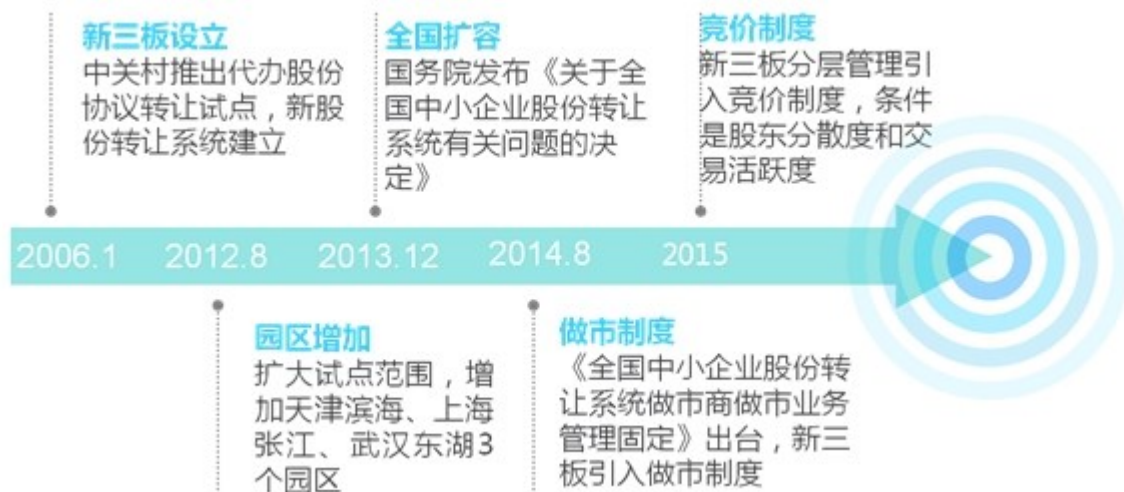 新三板设立
中关村推出代办股份
协议转让试点，新股
份转让系统建立
全国扩容
国务院发布《关于全
国中小企业股份转让
系统有关问题的决
定》
竞价制度
新三板分层管理引
入竞价制度，条件
是股东分散度和交
易活跃度
2006.1 2012.8 2013.12 2014.8 2015
园区增加
扩大试点范围，增
加天津滨海、上海
张江、武汉东湖3
个园区
做市制度
《全国中小企业股份转
让系统做市商做市业务
管理固定》出台，新三
板引入做市制度